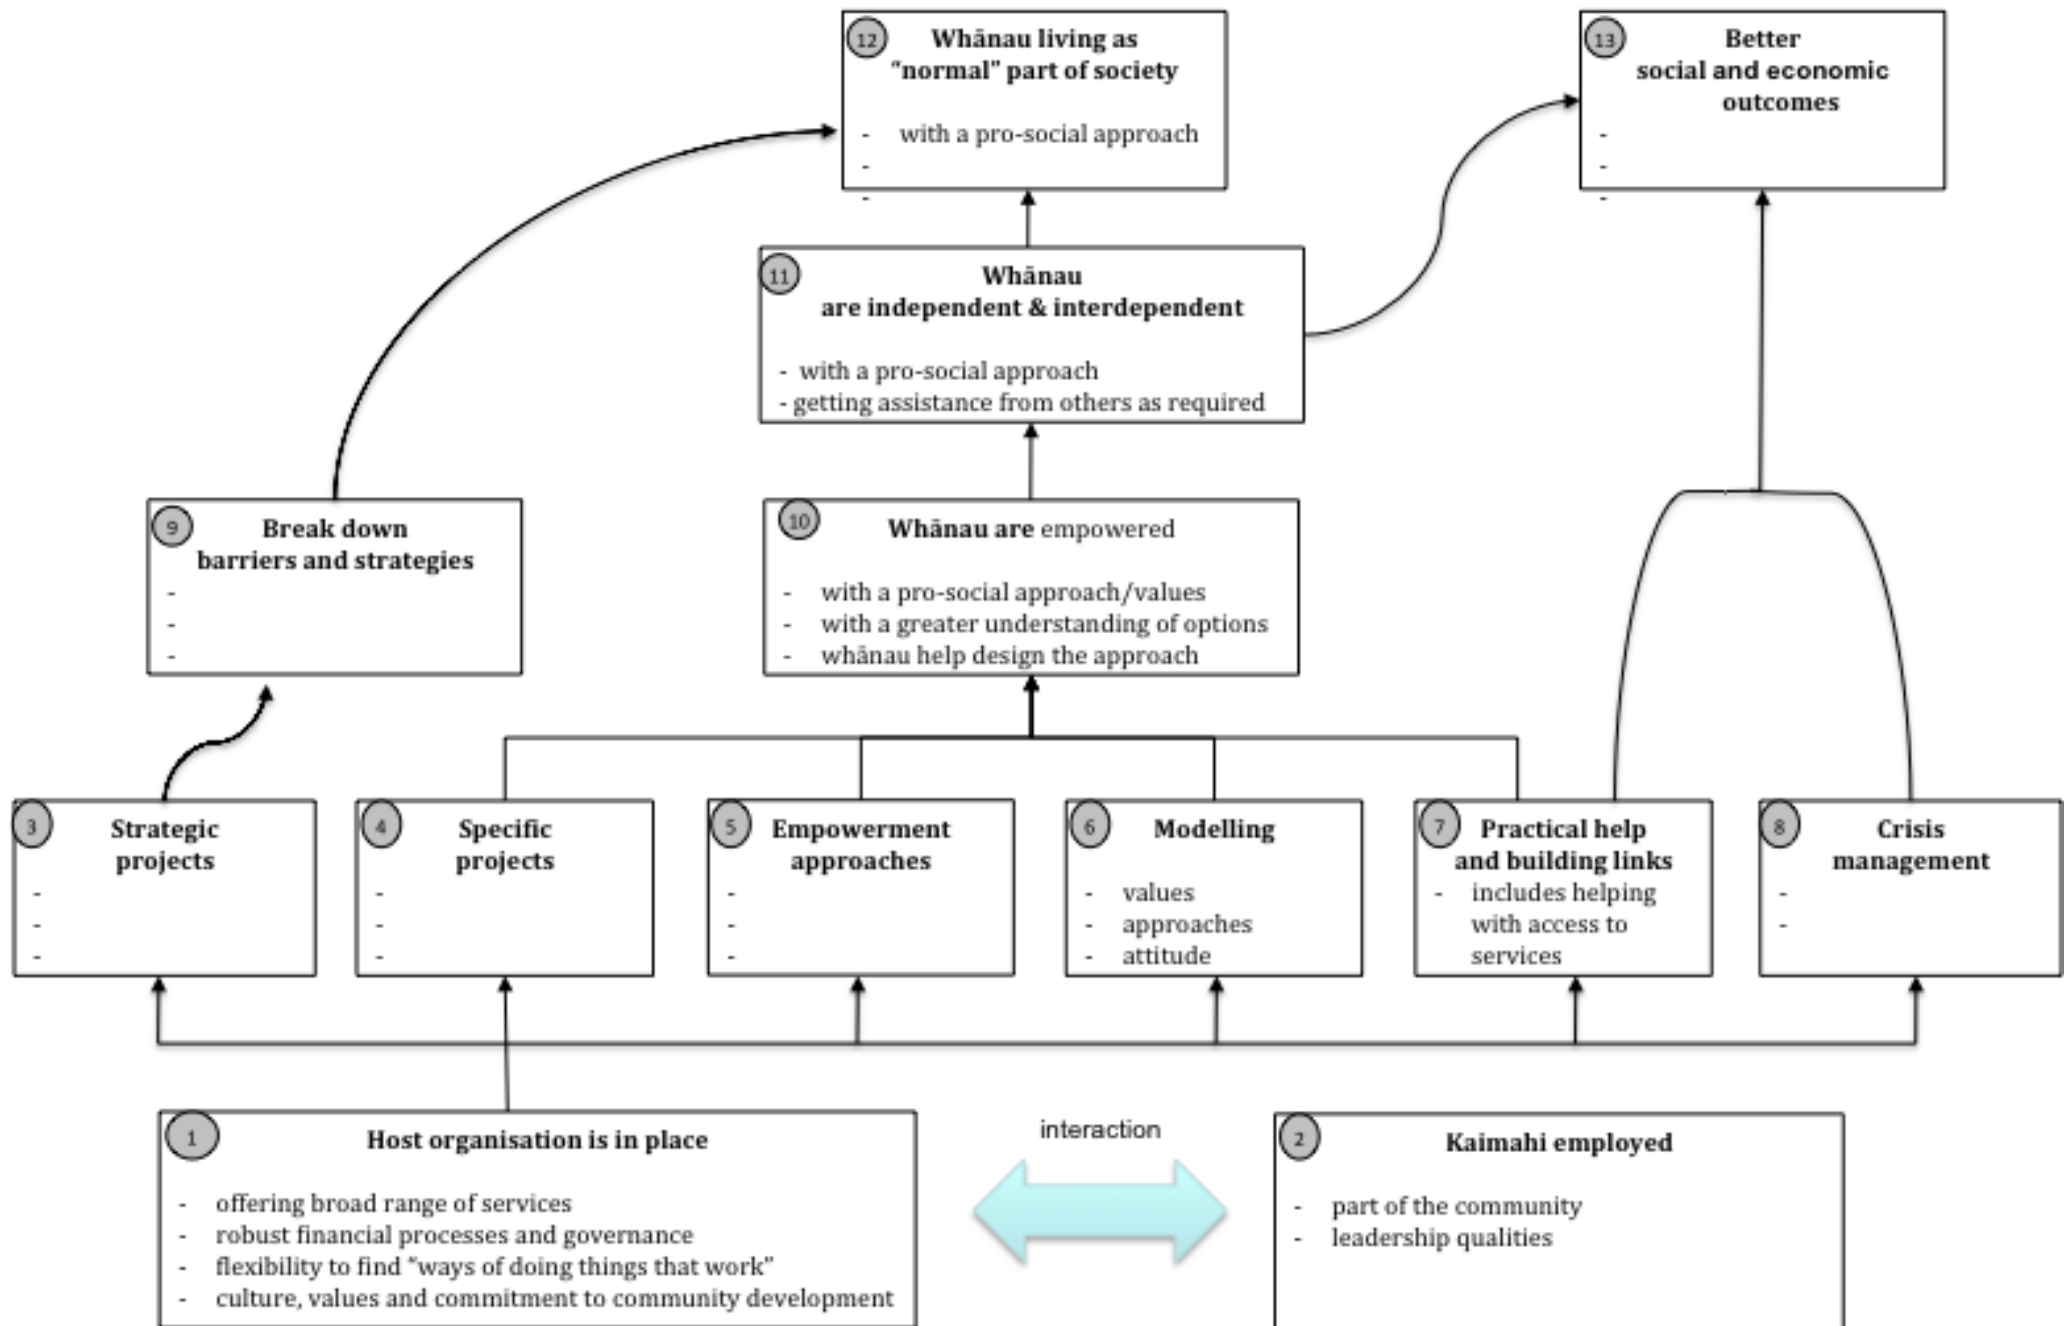 12
Whānau living as
“normal” part of society
- with a pro-social approach
-
-
13
Better
social and economic
outcomes
-
-
-
11
Whānau
are independent & interdependent
- with a pro-social approach
- getting assistance from others as required
9
Break down
barriers and strategies
-
-
-
10
Whānau are empowered
- with a pro-social approach/values
- with a greater understanding of options
- whānau help design the approach
3
Strategic
projects
-
-
-
4
Specific
projects
-
-
-
5
Empowerment
approaches
-
-
-
6
Modelling
- values
- approaches
- attitude
7
Practical help
and building links
- includes helping
with access to
services
8
Crisis
management
-
-
1
Host organisation is in place
- offering broad range of services
- robust financial processes and governance
- flexibility to find “ways of doing things that work”
- culture, values and commitment to community development
interaction
2
Kaimahi employed
- part of the community
- leadership qualities